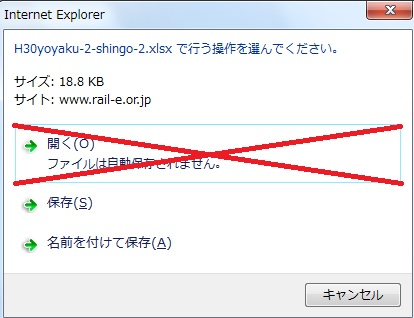 Internet Explorer
H30yoyaku-2-shingo-2.xlsx で行う操作を選んでください。
サイズ: 18.8 KB
サイト: www.rail-e.or.jp
開く(O)
ファイルは自動保存されません。
保存(S)
名前を付けて保存(A)
キャンセル